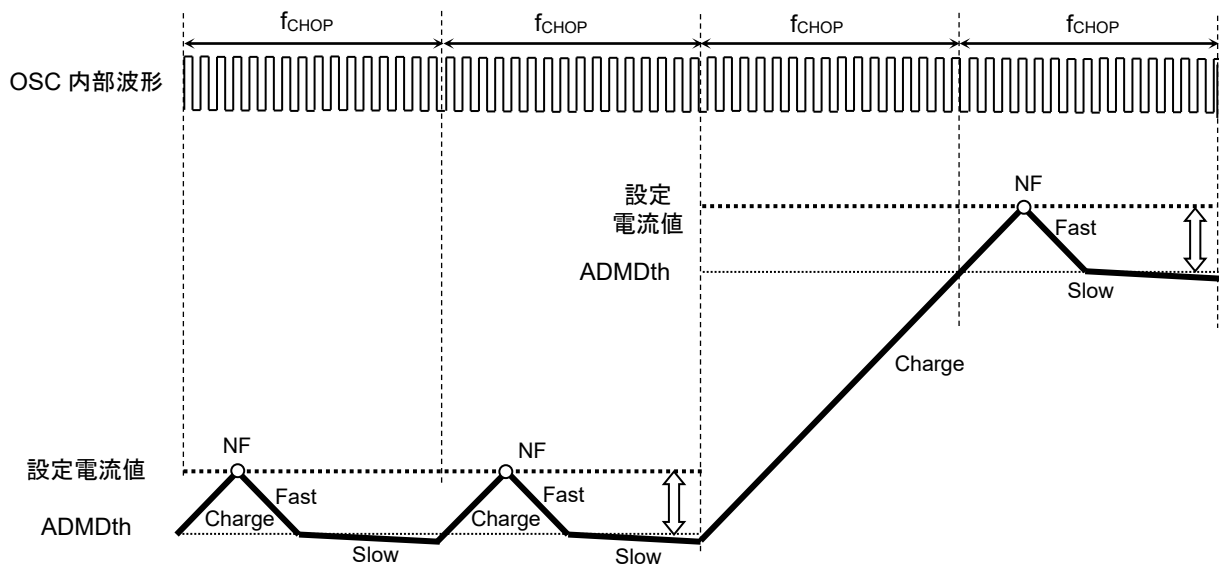 fCHOP fCHOP fCHOP fCHOP
OSC 内部波形
設定
電流値
NF
Fast
ADMDth
Slow
Charge
NF NF
設定電流値
Fast Fast
Charge Charge
ADMDth
Slow Slow